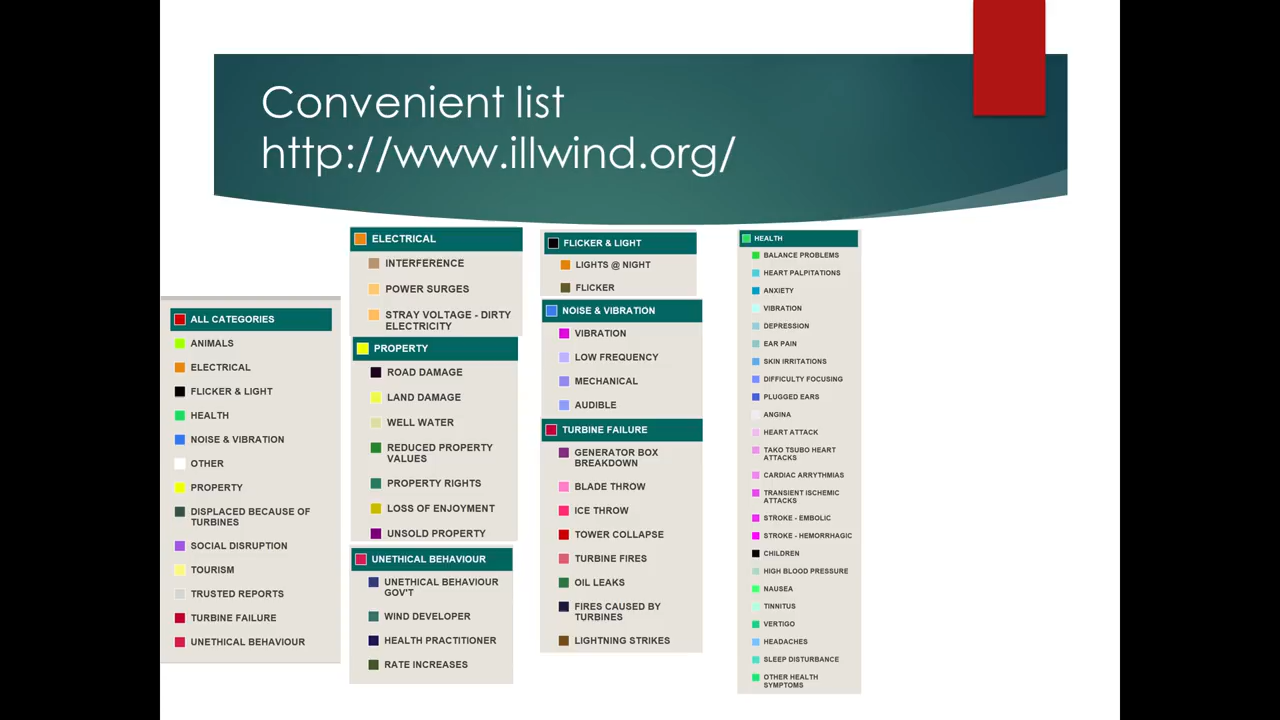 Convenient list
http://www.illwind.org/
ALL CATEGORIES
ANIMALS
ELECTRICAL
FLICKER & LIGHT
HEALTH
NOISE & VIBRATION
OTHER
PROPERTY
DISPLACED BECAUSE OF
TURBINES
SOCIAL DISRUPTION
TOURISM
TRUSTED REPORTS
TURBINE FAILURE
UNETHICAL BEHAVIOUR
ELECTRICAL
INTERFERENCE
POWER SURGES
STRAY VOLTAGE - DIRTY
ELECTRICITY
PROPERTY
ROAD DAMAGE
LAND DAMAGE
WELL WATER
REDUCED PROPERTY
VALUES
PROPERTY RIGHTS
LOSS OF ENJOYMENT
UNSOLD PROPERTY
UNETHICAL BEHAVIOUR
UNETHICAL BEHAVIOUR
GOV'T
WIND DEVELOPER
HEALTH PRACTITIONER
RATE INCREASES
FLICKER & LIGHT
LIGHTS @ NIGHT
FLICKER
NOISE & VIBRATION
VIBRATION
LOW FREQUENCY
MECHANICAL
AUDIBLE
TURBINE FAILURE
GENERATOR BOX
BREAKDOWN
BLADE THROW
ICE THROW
TOWER COLLAPSE
TURBINE FIRES
OIL LEAKS
FIRES CAUSED BY
TURBINES
LIGHTNING STRIKES
HEALTH
BALANCE PROBLEMS
HEART PALPITATIONS
ANXIETY
VIBRATION
DEPRESSION
EAR PAIN
SKIN IRRITATIONS
DIFFICULTY FOCUSING
PLUGGED EARS
ANGINA
HEART ATTACK
TAKO TSUBO HEART
ATTACKS
CARDIAC ARRYTHMIAS
TRANSIENT ISCHEMIC
ATTACKS
STROKE - EMBOLIC
STROKE - HEMORRHAGIC
CHILDREN
HIGH BLOOD PRESSURE
NAUSEA
TINNITUS
VERTIGO
HEADACHES
SLEEP DISTURBANCE
OTHER HEALTH
SYMPTOMS